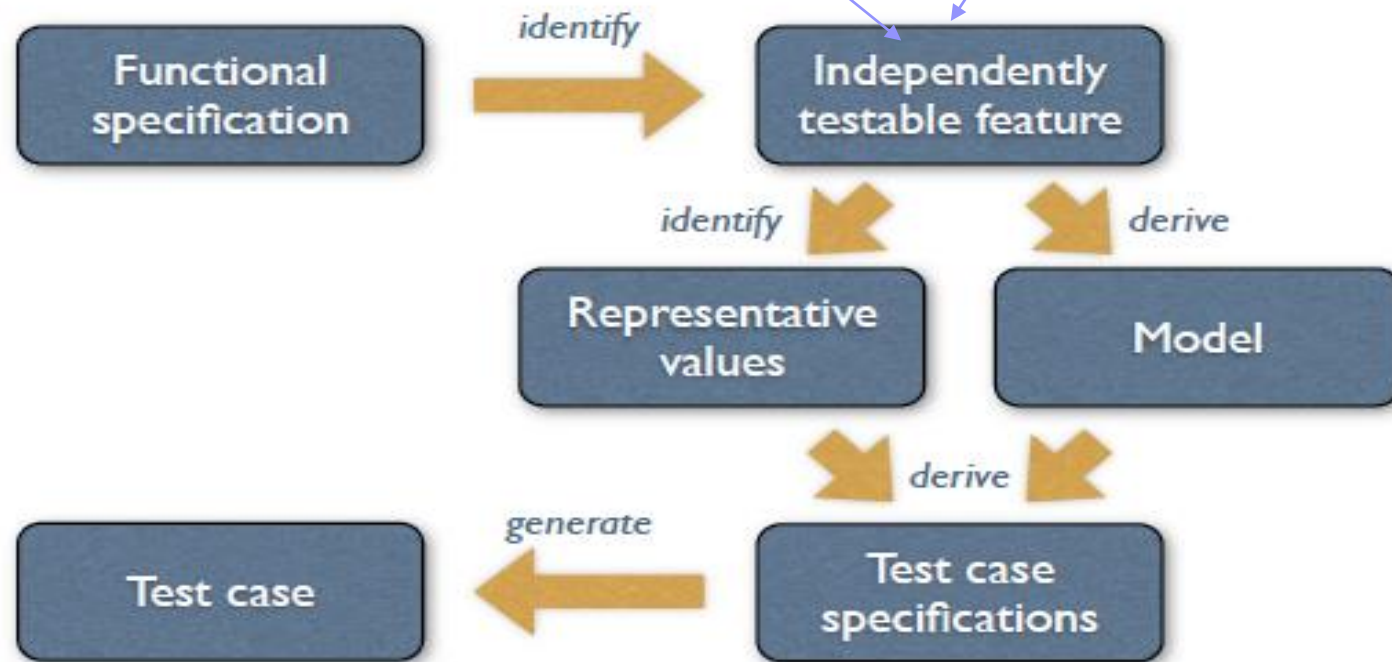 identify
Functional
specification
Independently
testable feature
identify
derive
Representative
values
Model
derive
generate
Test case
Test case
specifications